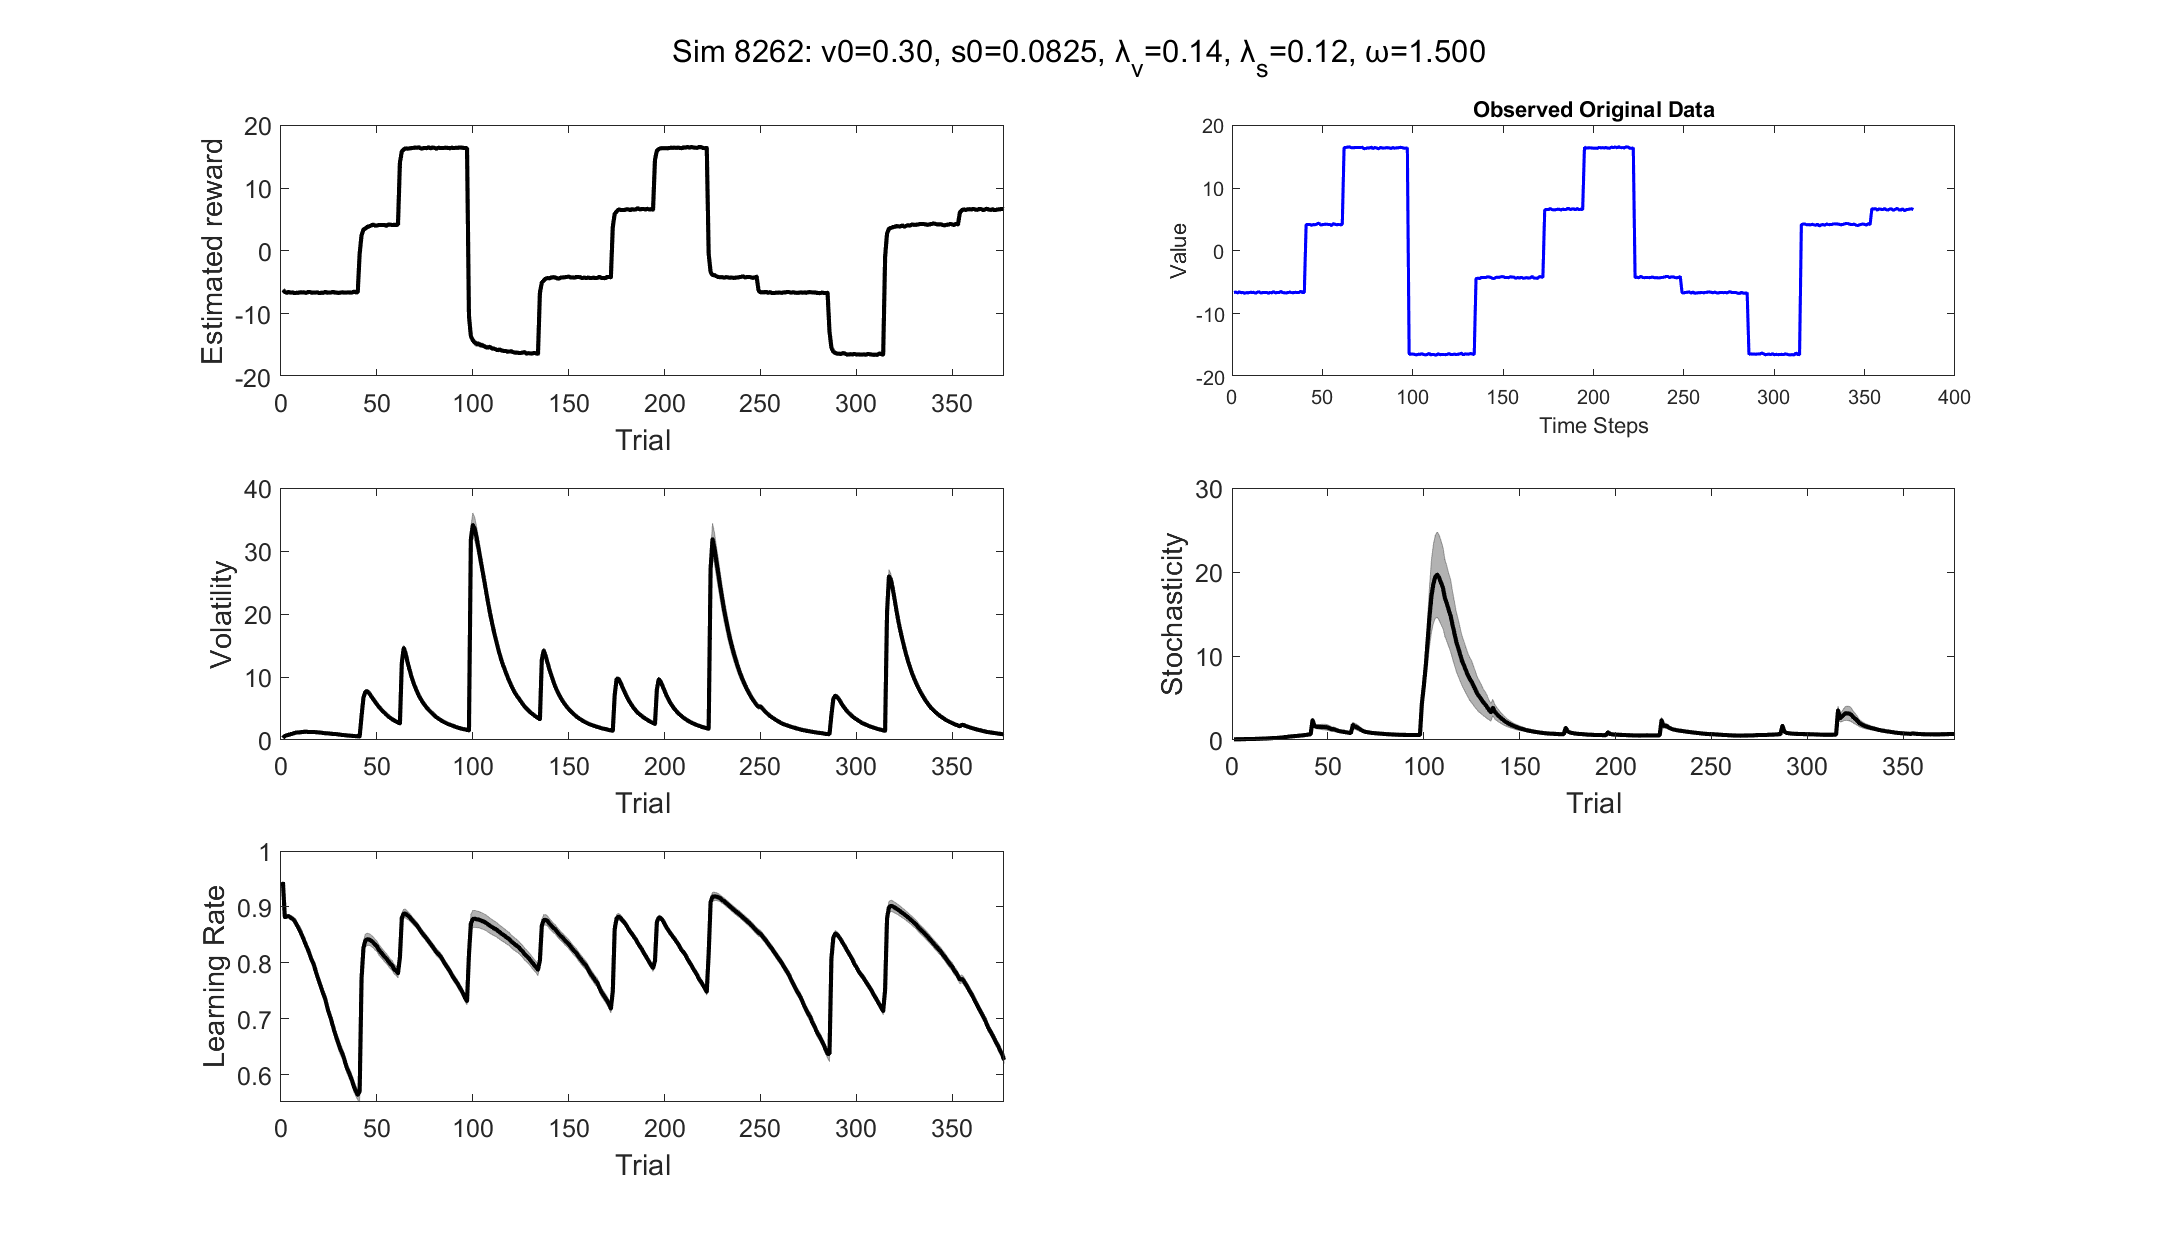 Sim 8262: v0=0.30, s0=0.0825, λ_v=0.14, λ_s=0.12, ω=1.500
Estimated reward
20
10
0
-10
-20
0 50 100 150 200 250 300 350
Trial
Observed Original Data
Value
20
10
0
-10
-20
0 50 100 150 200 250 300 350 400
Time Steps
Volatility
40
30
20
10
0
0 50 100 150 200 250 300 350
Trial
Stochasticity
30
20
10
0
0 50 100 150 200 250 300 350
Trial
Learning Rate
1
0.9
0.8
0.7
0.6
0 50 100 150 200 250 300 350
Trial